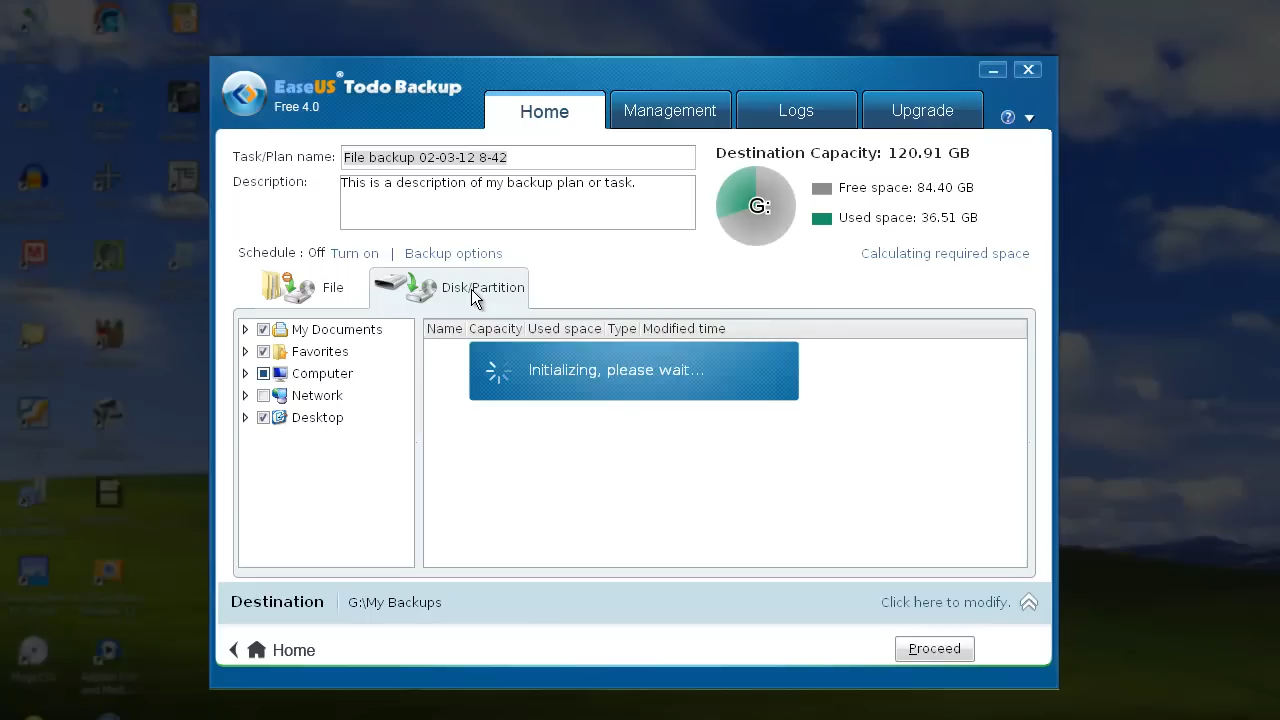 EaseUS® Todo Backup
Free 4.0
Home
Management
Logs
Upgrade
Task/Plan name: File backup 02-03-12 8-42
Description: This is a description of my backup plan or task.
Destination Capacity: 120.91 GB
G:
Free space: 84.40 GB
Used space: 36.51 GB
Schedule : Off Turn on | Backup options
Calculating required space
File
Disk/Partition
My Documents
Favorites
Computer
Network
Desktop
Name Capacity Used space Type Modified time
Initializing, please wait...
Destination G:\My Backups
Click here to modify.
Home
Proceed